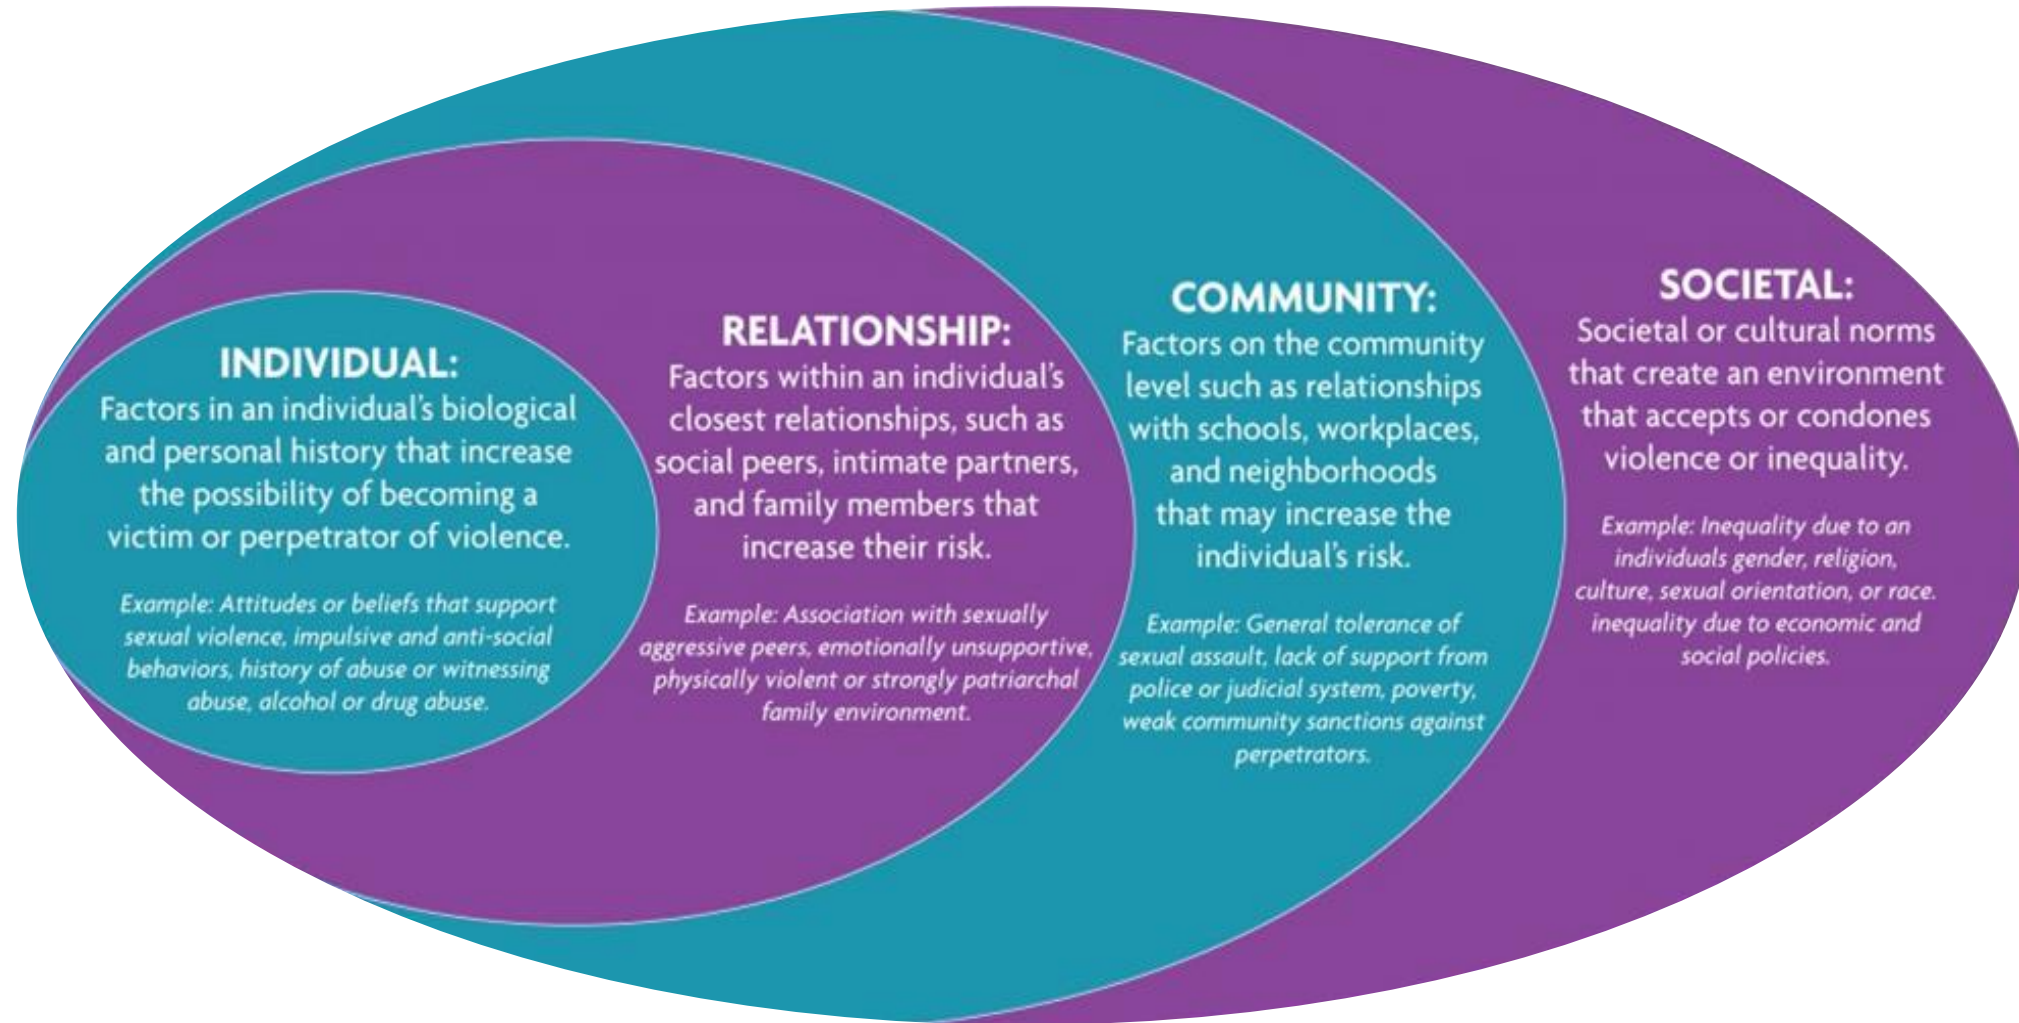 INDIVIDUAL:
Factors in an individual's biological
and personal history that increase
the possibility of becoming a
victim or perpetrator of violence.
Example: Attitudes or beliefs that support
sexual violence, impulsive and anti-social
behaviors, history of abuse or witnessing
abuse, alcohol or drug abuse.
RELATIONSHIP:
Factors within an individual's
closest relationships, such as
social peers, intimate partners,
and family members that
increase their risk.
Example: Association with sexually
aggressive peers, emotionally unsupportive,
physically violent or strongly patriarchal
family environment.
COMMUNITY:
Factors on the community
level such as relationships
with schools, workplaces,
and neighborhoods
that may increase the
individual's risk.
Example: General tolerance of
sexual assault, lack of support from
police or judicial system, poverty,
weak community sanctions against
perpetrators.
SOCIETAL:
Societal or cultural norms
that create an environment
that accepts or condones
violence or inequality.
Example: Inequality due to an
individuals gender, religion,
culture, sexual orientation, or race.
inequality due to economic and
social policies.